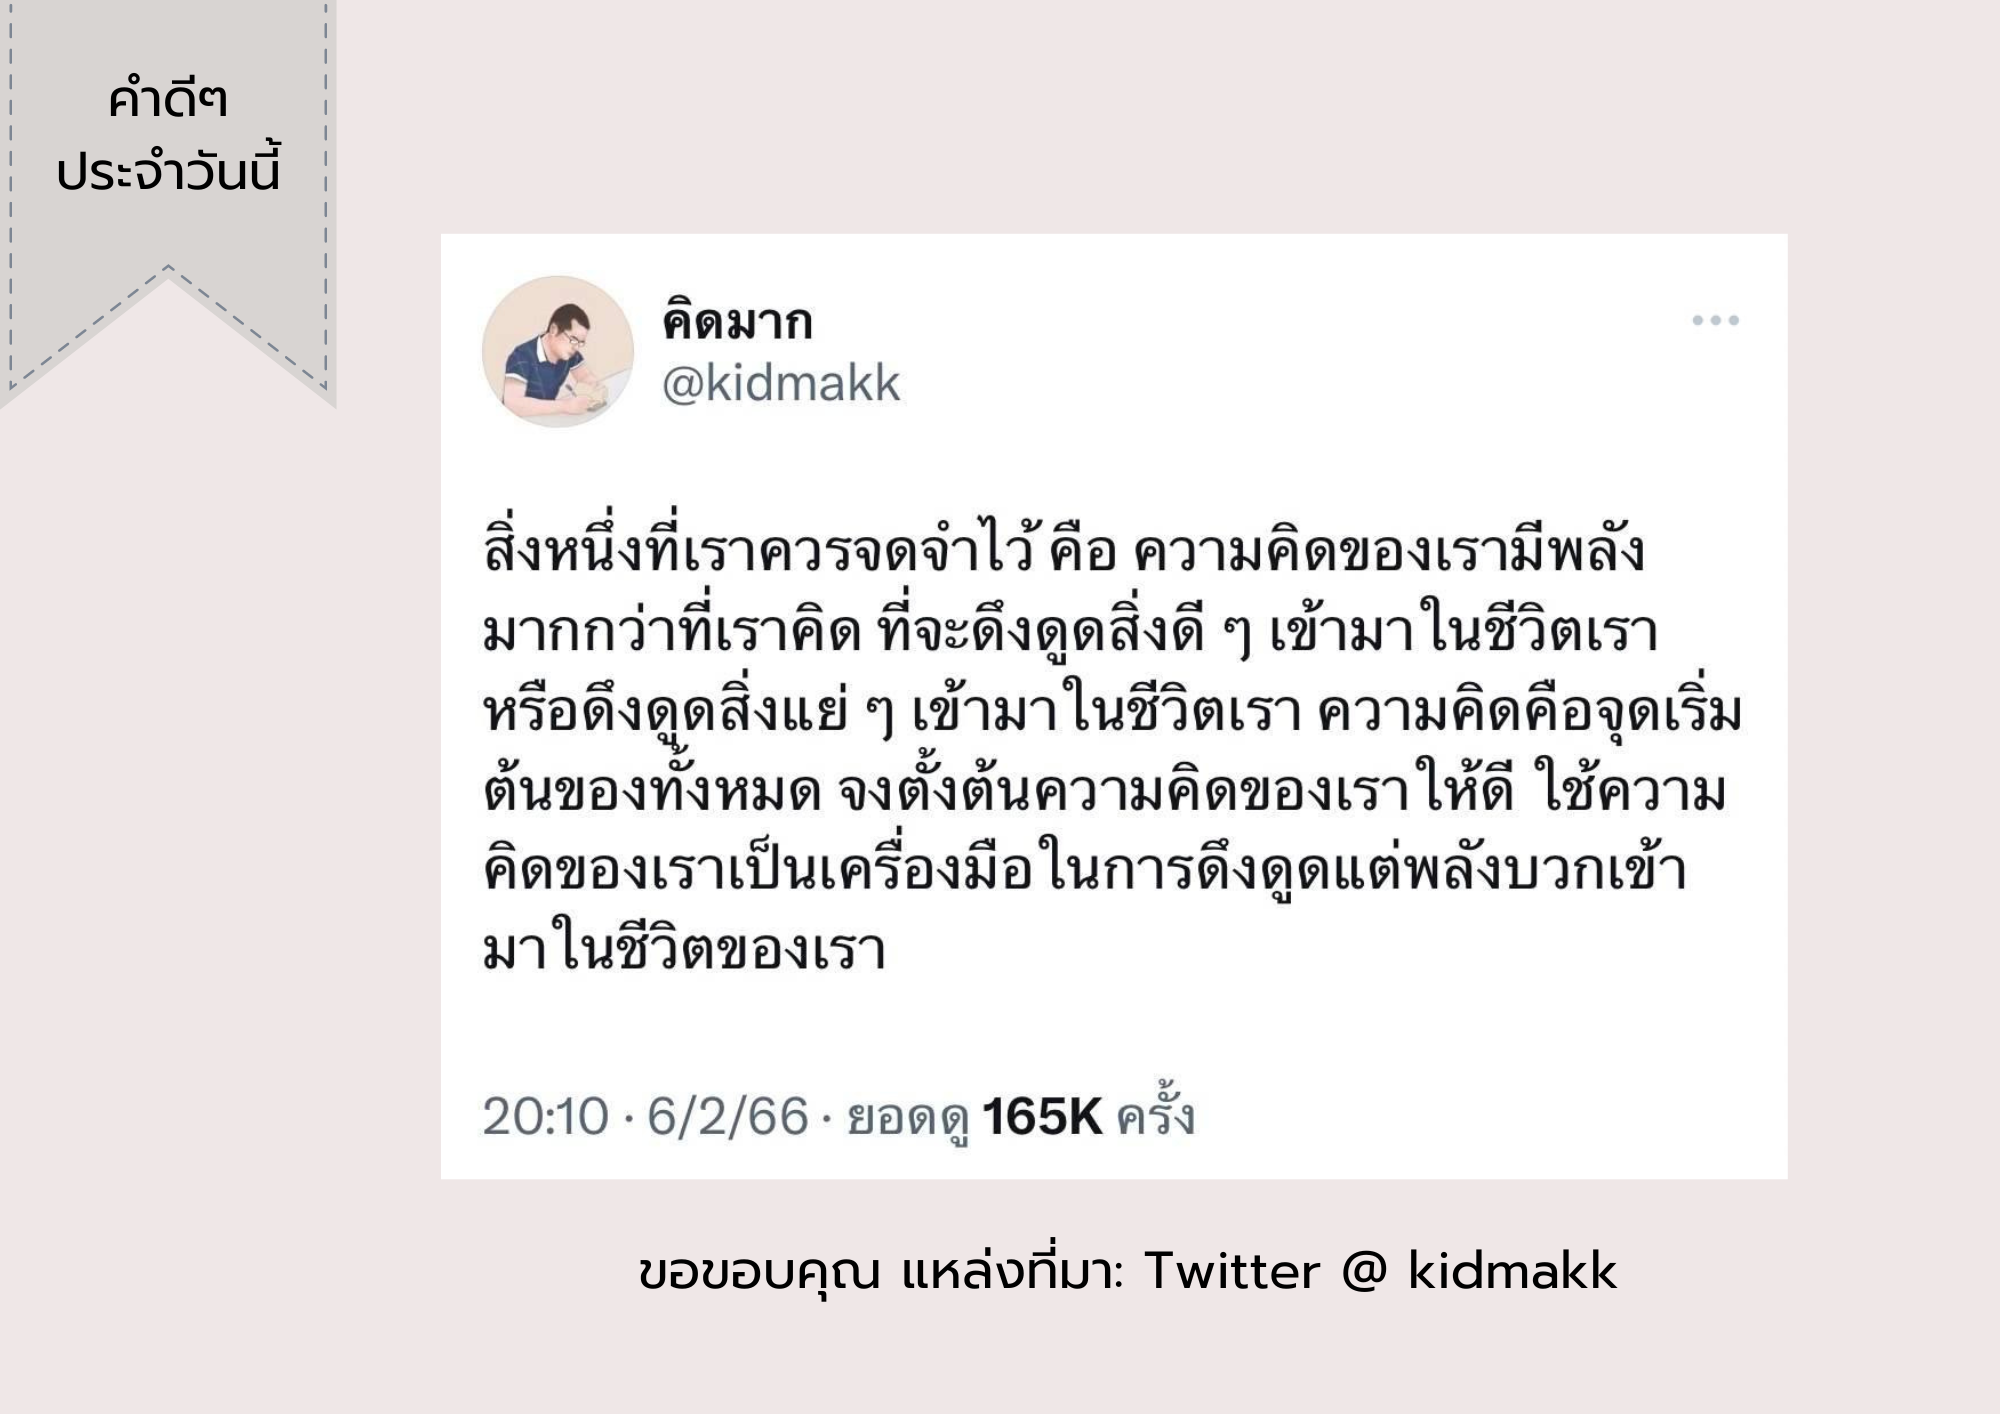 คำดีๆ
ประจำวันนี้
คิดมาก
@kidmakk
สิ่งหนึ่งที่เราควรจดจำไว้ คือ ความคิดของเรามีพลัง
มากกว่าที่เราคิด ที่จะดึงดูดสิ่งดี ๆ เข้ามาในชีวิตเรา
หรือดึงดูดสิ่งแย่ ๆ เข้ามาในชีวิตเรา ความคิดคือจุดเริ่ม
ต้นของทั้งหมด จงตั้งต้นความคิดของเราให้ดี ใช้ความ
คิดของเราเป็นเครื่องมือในการดึงดูดแต่พลังบวกเข้า
มาในชีวิตของเรา
20:10 · 6/2/66 · ยอดดู 165K ครั้ง
ขอขอบคุณ แหล่งที่มา: Twitter @ kidmakk